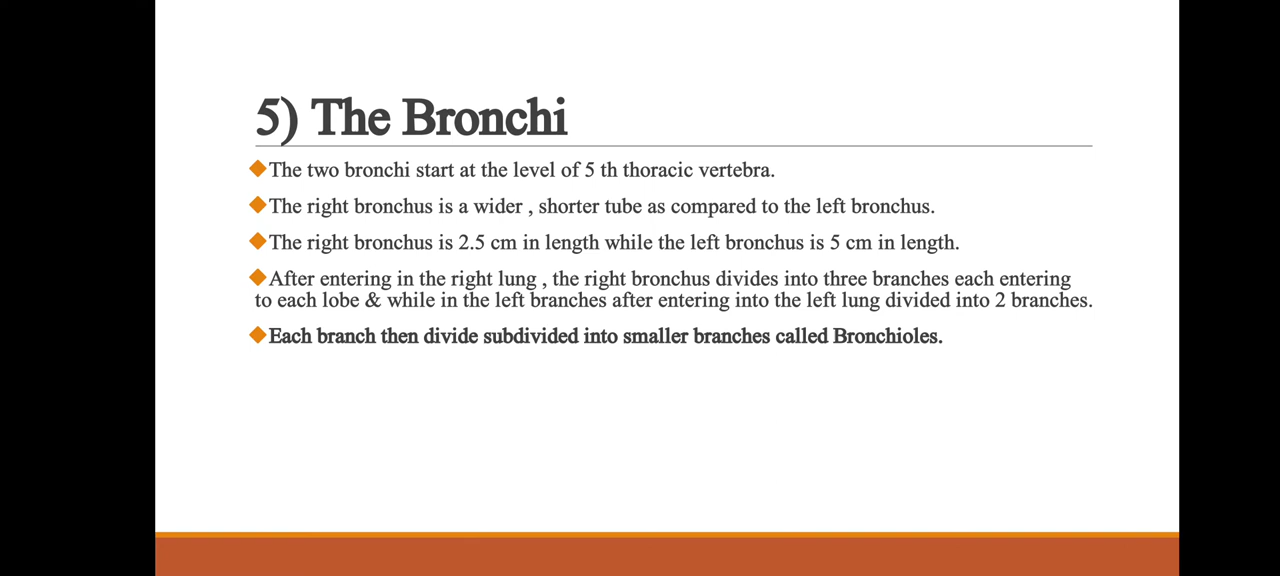 5) The Bronchi
◆The two bronchi start at the level of 5 th thoracic vertebra.
◆The right bronchus is a wider , shorter tube as compared to the left bronchus.
◆The right bronchus is 2.5 cm in length while the left bronchus is 5 cm in length.
◆After entering in the right lung , the right bronchus divides into three branches each entering
to each lobe & while in the left branches after entering into the left lung divided into 2 branches.
◆Each branch then divide subdivided into smaller branches called Bronchioles.